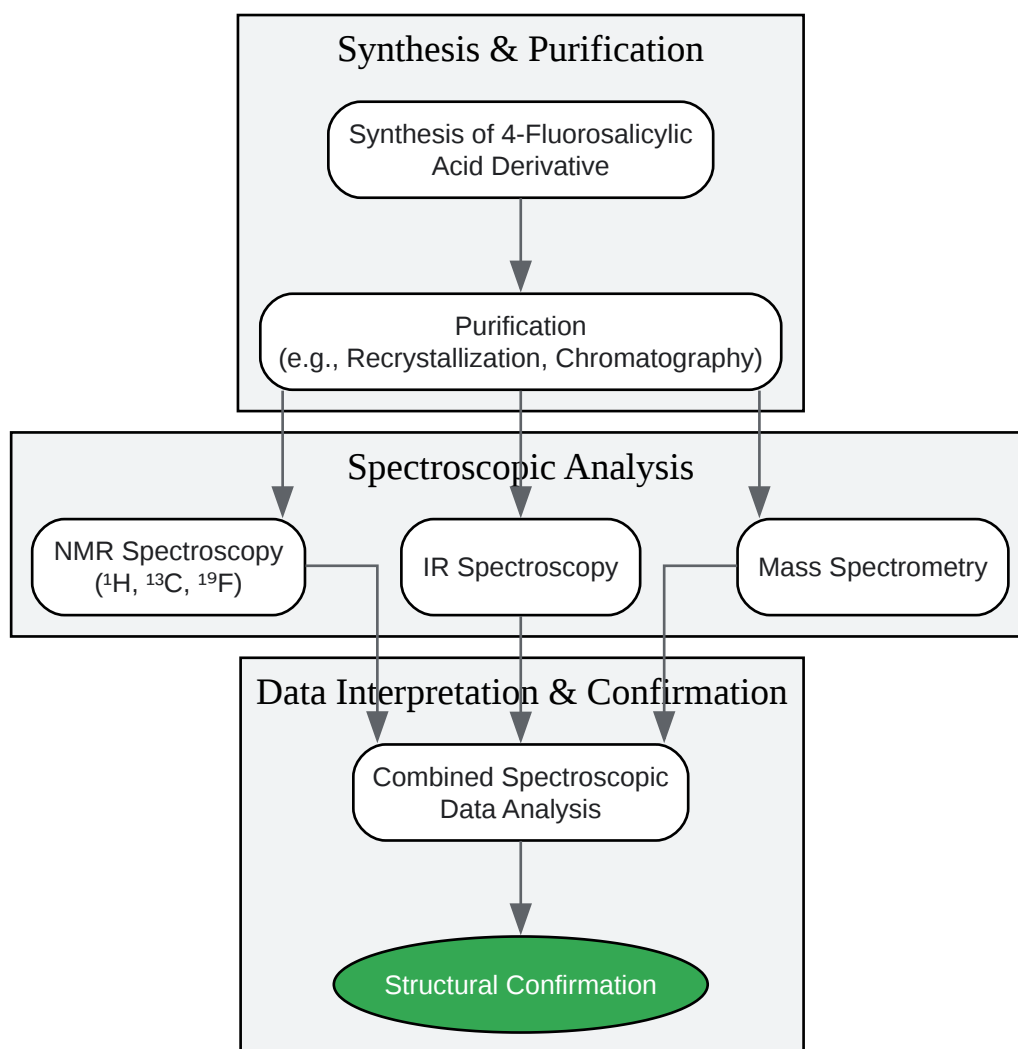 Synthesis & Purification
Synthesis of 4-Fluorosalicylic
Acid Derivative
Purification
(e.g., Recrystallization, Chromatography)
Spectroscopic Analysis
NMR Spectroscopy
(¹H, ¹³C, ¹⁹F)
IR Spectroscopy
Mass Spectrometry
Data Interpretation & Confirmation
Combined Spectroscopic
Data Analysis
Structural Confirmation